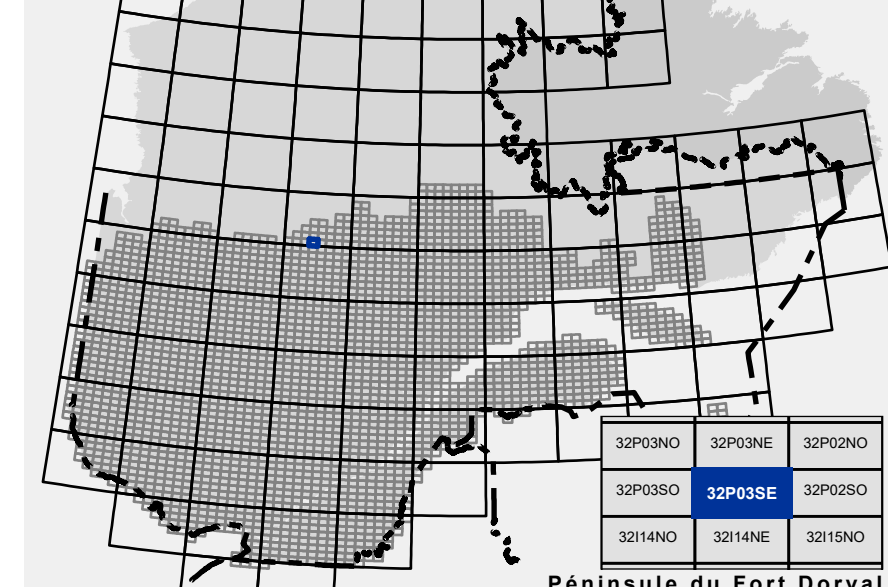 32P03NO 32P03NE 32P02NO
32P03SO 32P03SE 32P02SO
32I14NO 32I14NE 32I15NO
Péninsule du Fort Dorval